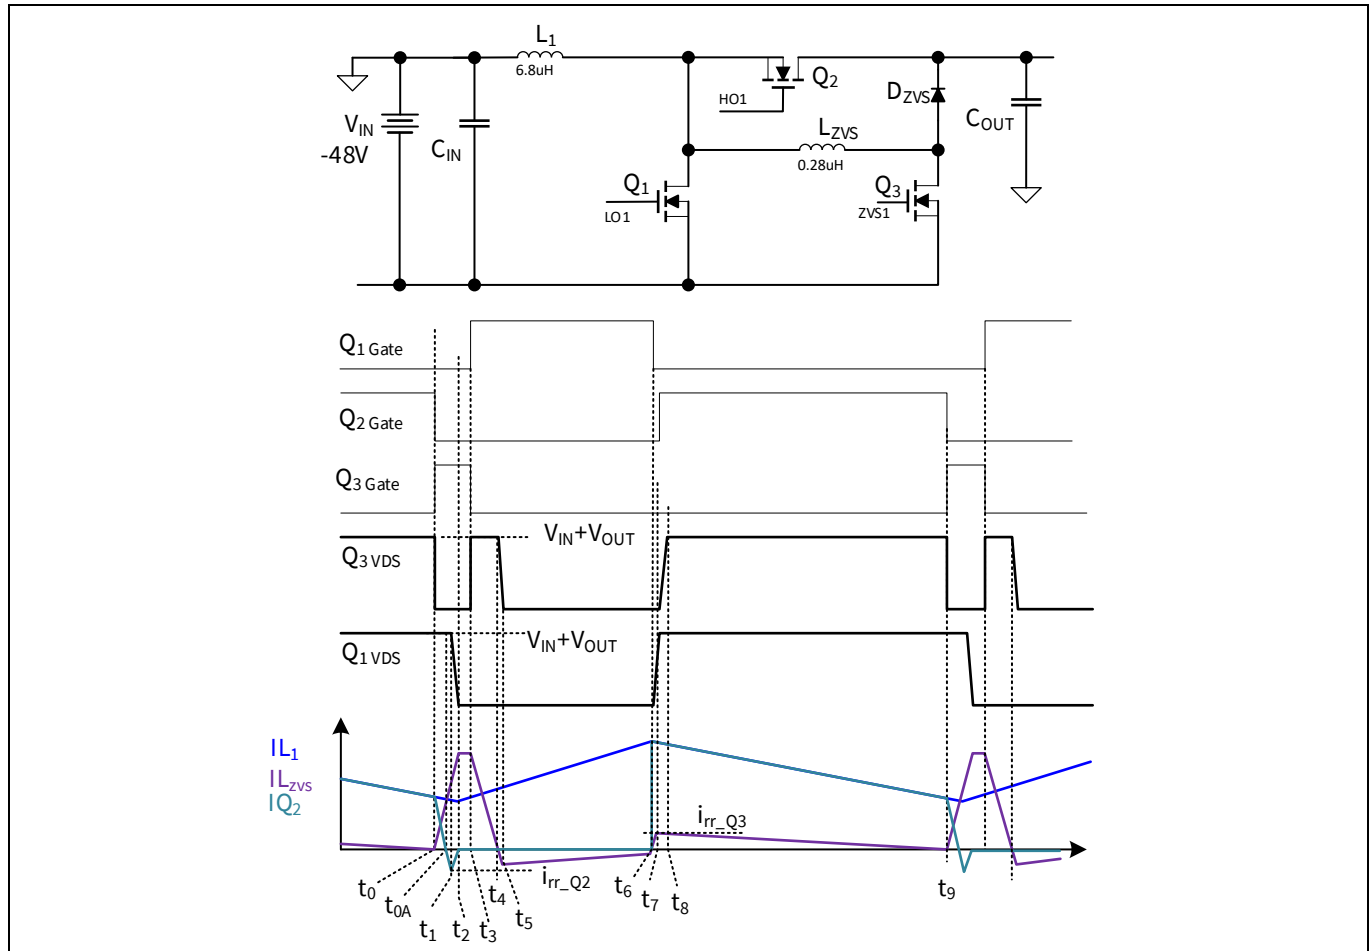 L1
6.8uH
Q2
HO1
DZVS
VIN
-48V
CIN
LZVS
0.28uH
COUT
Q1
LO1
Q3
ZVS1
Q1 Gate
Q2 Gate
Q3 Gate
VIN+VOUT
Q3 VDS
VIN+VOUT
Q1 VDS
IL1
ILZVS
IQ2
irr_Q3
irr_Q2
t0
t0A
t1
t2
t3
t4
t5
t6
t7
t8
t9